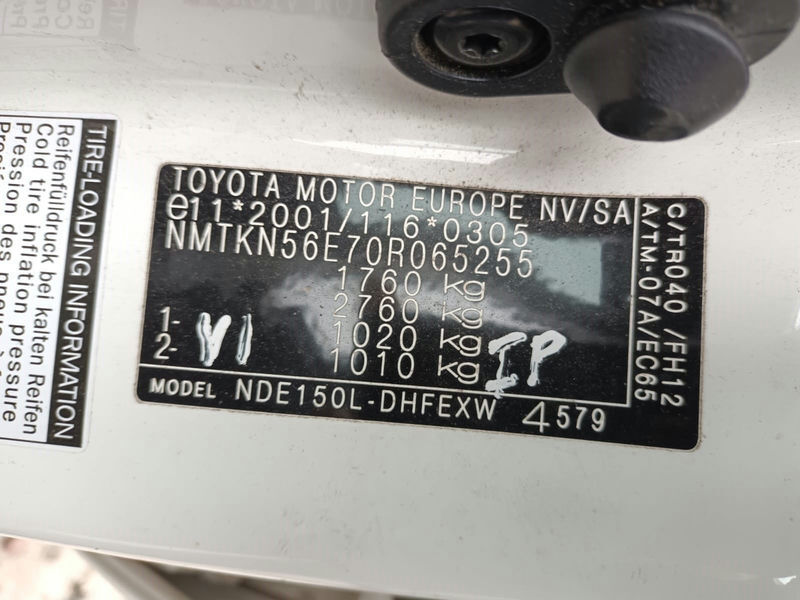 TIRE-LOADING INFORMATION
Reifenfülldruck bei kalten Reifen
Cold tire inflation pressure
Pression des pneus à
TOYOTA MOTOR EUROPE NV/SA
e11*2001/116*0305
NMTKN56E70R065255
1760 kg
2760 kg
1- 1020 kg
2- 1010 kg
VI
IP
MODEL NDE150L-DHFEXW 4579
C/TR040 /FH12
A/TM-07A/EC65